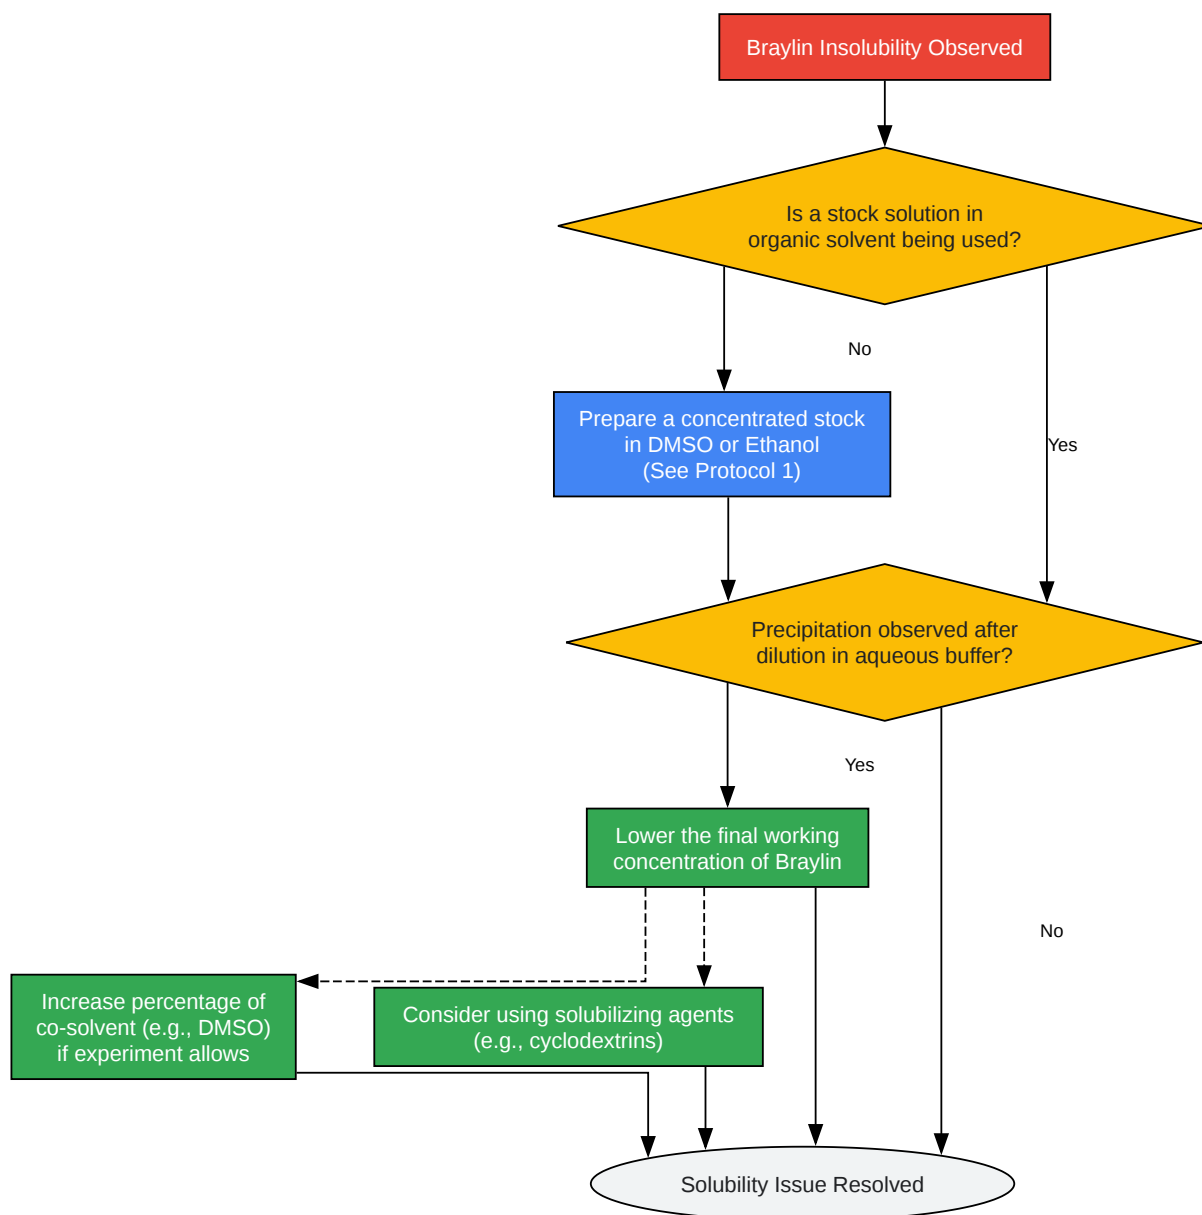 Braylin Insolubility Observed
Is a stock solution in
organic solvent being used?
No
Prepare a concentrated stock
in DMSO or Ethanol
(See Protocol 1)
Yes
Precipitation observed after
dilution in aqueous buffer?
Yes
Lower the final working
concentration of Braylin
No
Increase percentage of
co-solvent (e.g., DMSO)
if experiment allows
Consider using solubilizing agents
(e.g., cyclodextrins)
Solubility Issue Resolved